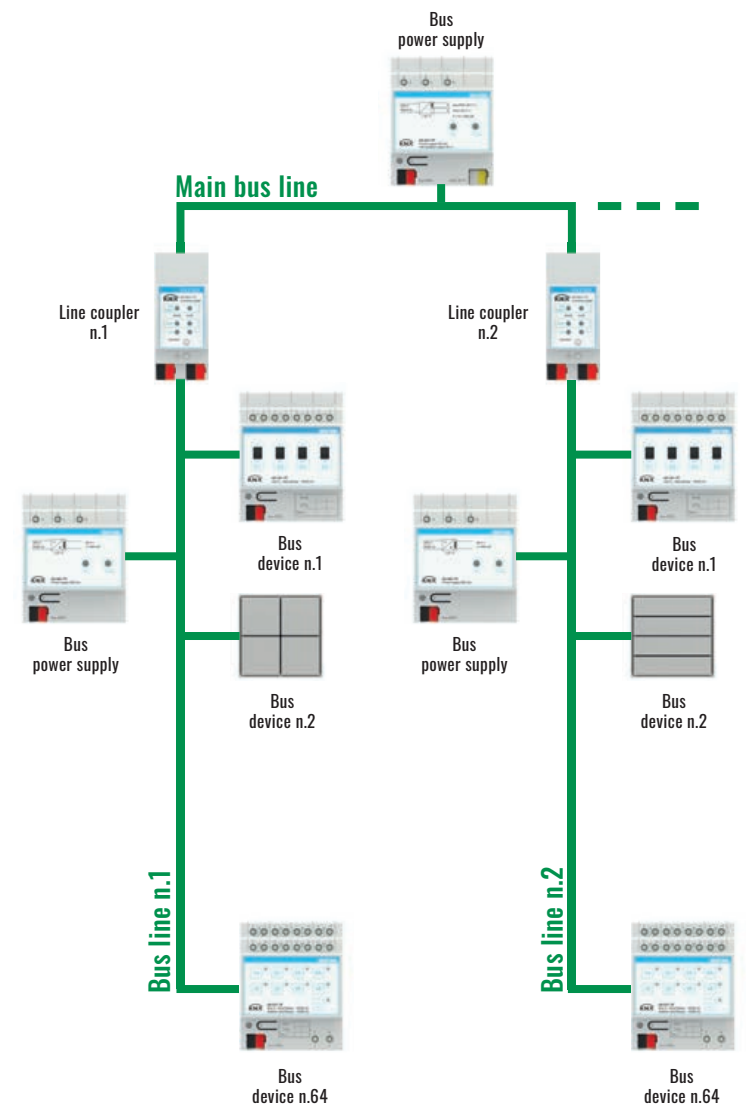 Bus
power supply
Main bus line
Line coupler
n.1
Line coupler
n.2
Bus
device n.1
Bus
device n.1
Bus
power supply
Bus
power supply
Bus
device n.2
Bus
device n.2
Bus line n.1
Bus line n.2
Bus
device n.64
Bus
device n.64